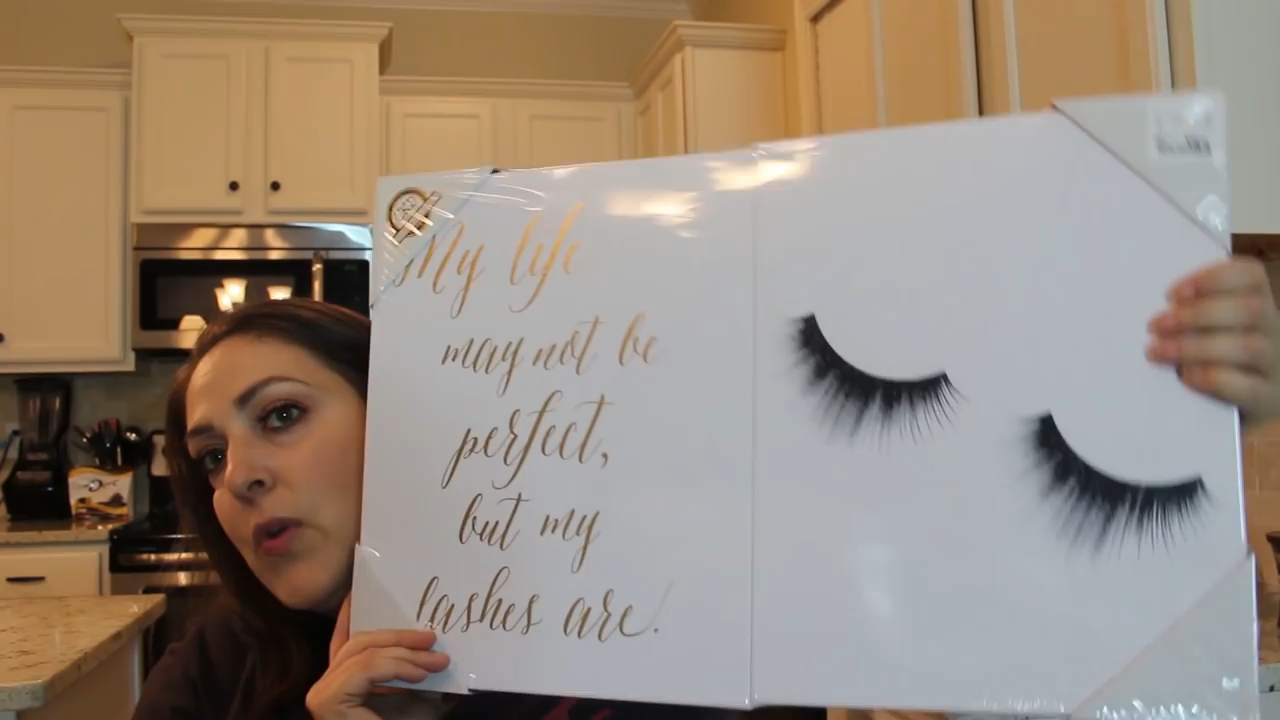 My life
may not be
perfect,
but my
lashes are.